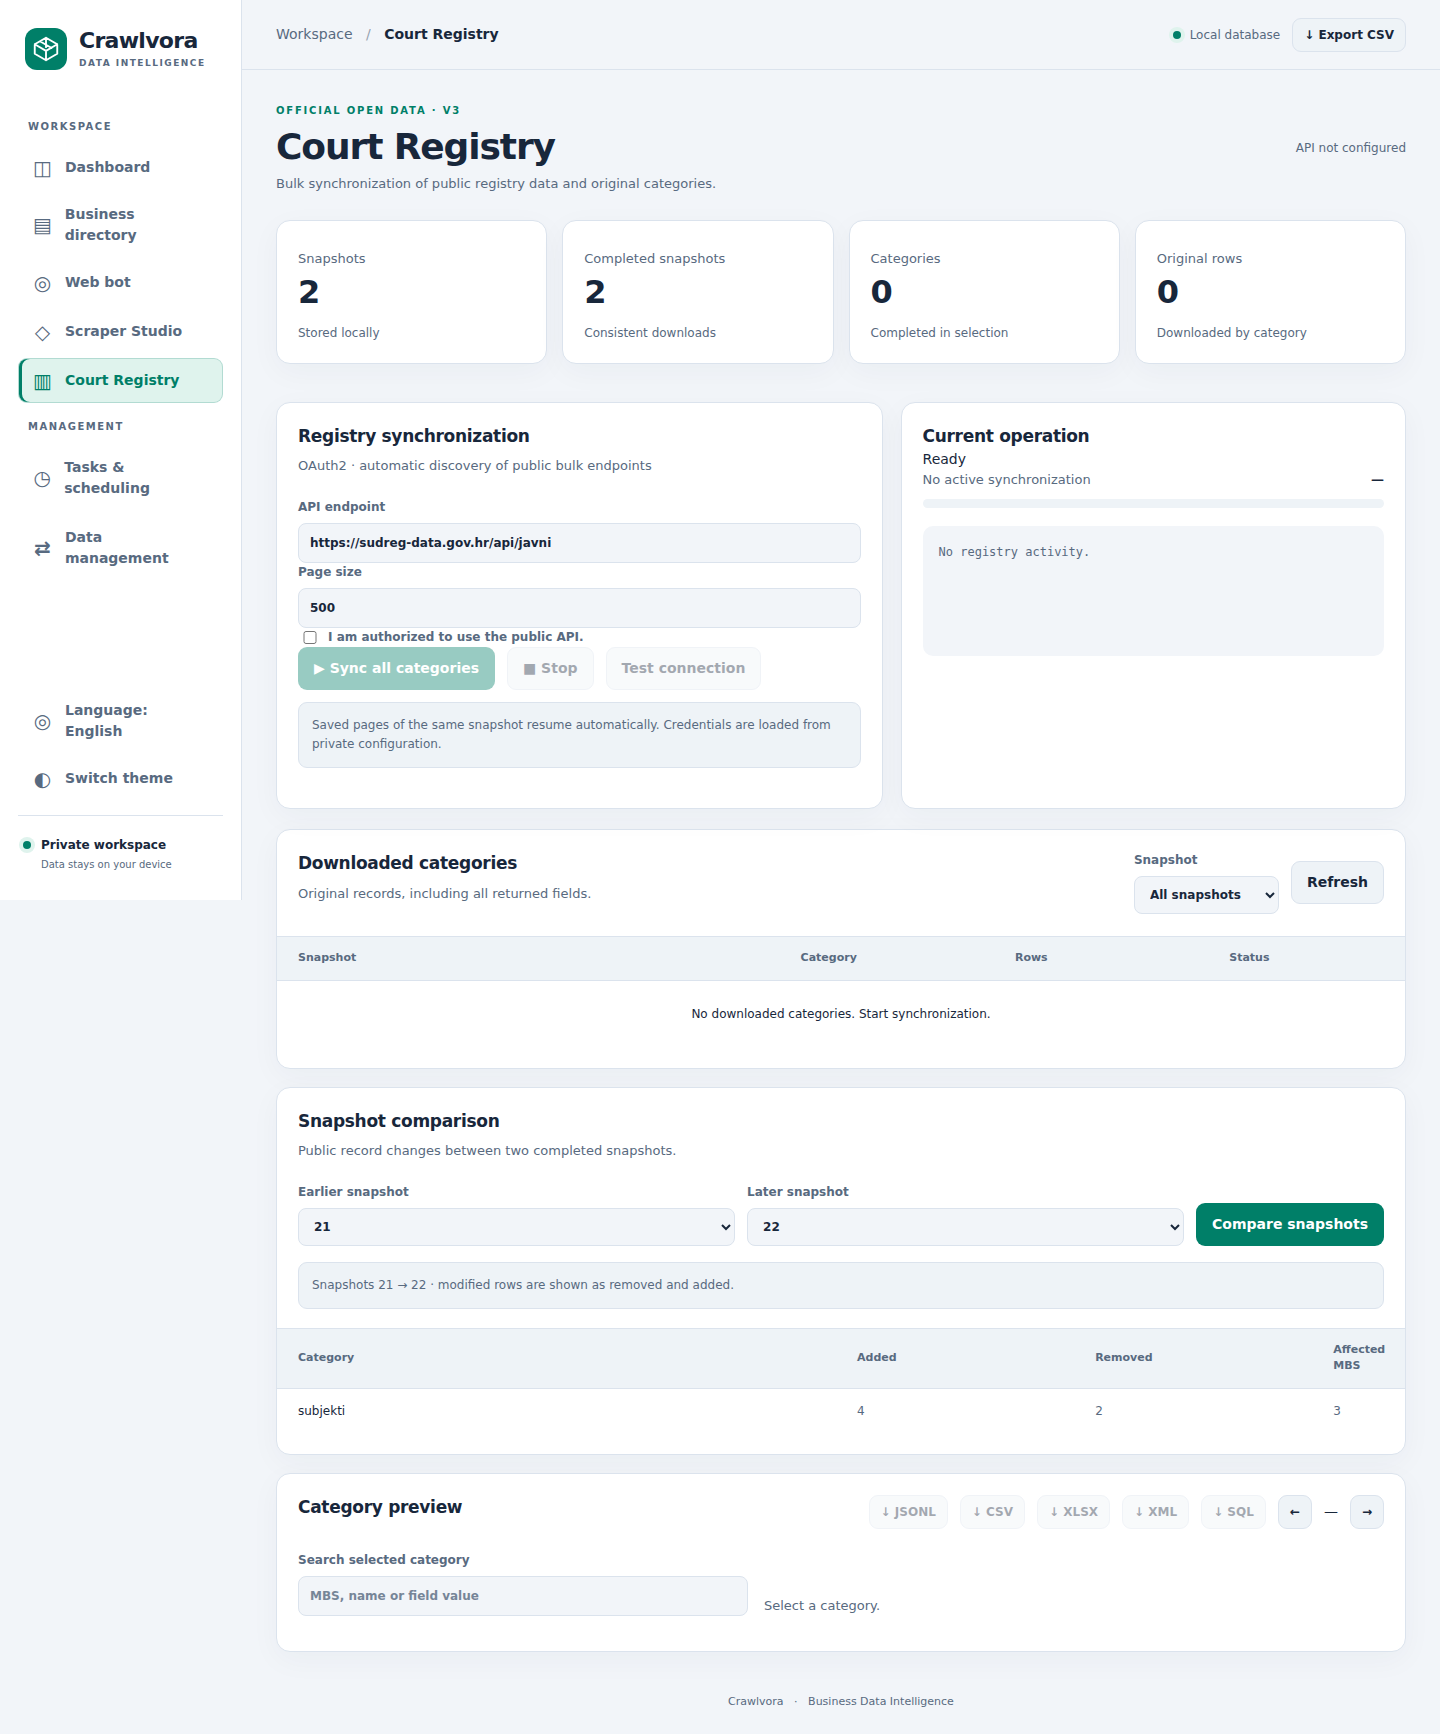 Crawlvora
DATA INTELLIGENCE
WORKSPACE
Dashboard
Business
directory
Web bot
Scraper Studio
Court Registry
MANAGEMENT
Tasks &
scheduling
Data
management
Language:
English
Switch theme
Private workspace
Data stays on your device
Workspace / Court Registry
Local database
↓ Export CSV
OFFICIAL OPEN DATA · V3
Court Registry
API not configured
Bulk synchronization of public registry data and original categories.
Snapshots
2
Stored locally
Completed snapshots
2
Consistent downloads
Categories
0
Completed in selection
Original rows
0
Downloaded by category
Registry synchronization
OAuth2 · automatic discovery of public bulk endpoints
API endpoint
https://sudreg-data.gov.hr/api/javni
Page size
500
I am authorized to use the public API.
▶ Sync all categories
■ Stop
Test connection
Saved pages of the same snapshot resume automatically. Credentials are loaded from
private configuration.
Current operation
Ready
No active synchronization —
No registry activity.
Downloaded categories
Original records, including all returned fields.
Snapshot
All snapshots
Refresh
Snapshot Category Rows Status
No downloaded categories. Start synchronization.
Snapshot comparison
Public record changes between two completed snapshots.
Earlier snapshot
21
Later snapshot
22
Compare snapshots
Snapshots 21 → 22 · modified rows are shown as removed and added.
Category Added Removed Affected
MBS
subjekti 4 2 3
Category preview
↓ JSONL ↓ CSV ↓ XLSX ↓ XML ↓ SQL ← — →
Search selected category
MBS, name or field value
Select a category.
Crawlvora · Business Data Intelligence